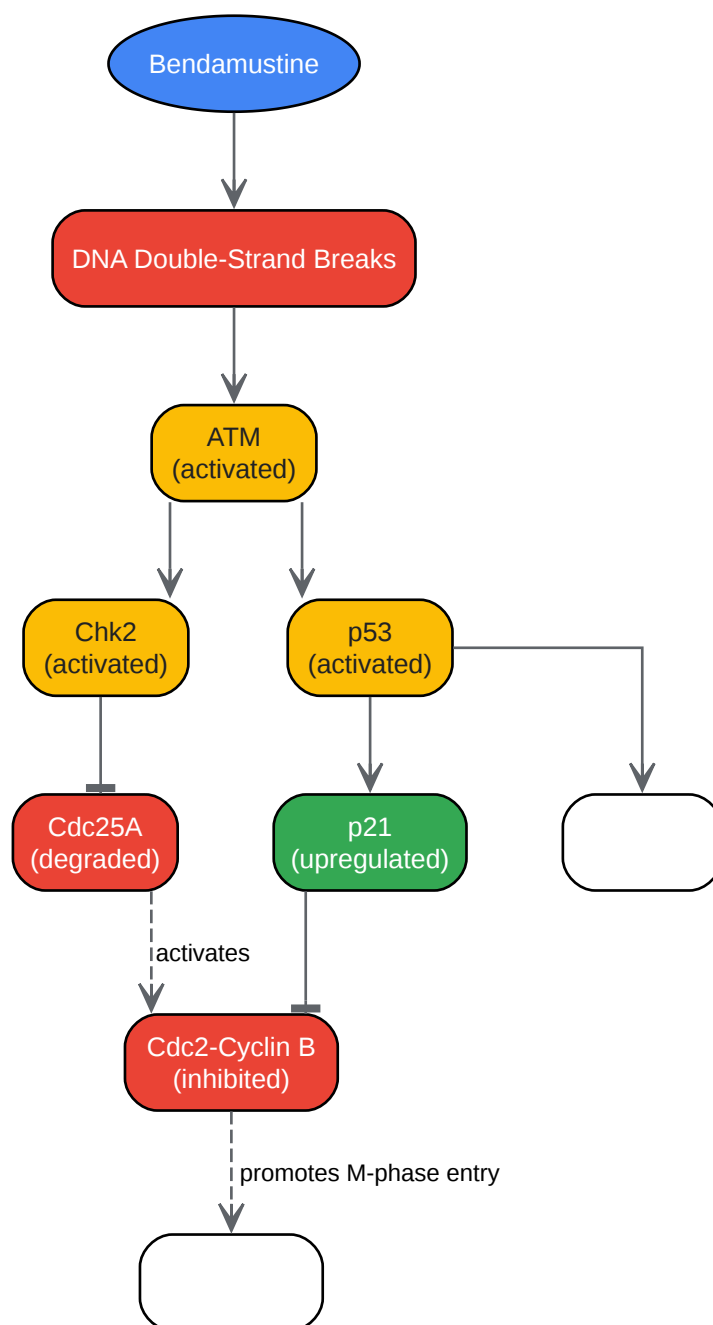 Bendamustine
DNA Double-Strand Breaks
ATM
(activated)
Chk2
(activated)
p53
(activated)
Cdc25A
(degraded)
p21
(upregulated)
activates
Cdc2-Cyclin B
(inhibited)
promotes M-phase entry